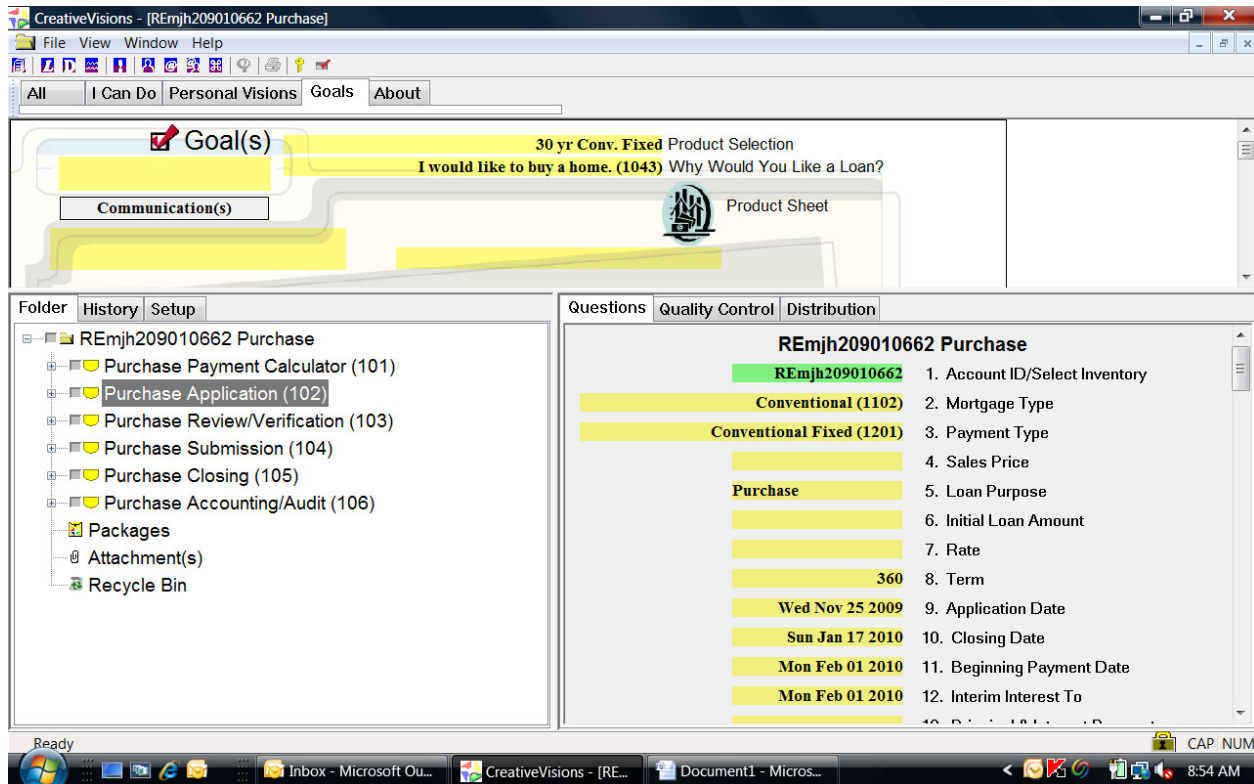 CreativeVisions - [REmjh209010662 Purchase]
File View Window Help
All I Can Do Personal Visions Goals About
Goal(s)
30 yr Conv. Fixed Product Selection
I would like to buy a home. (1043) Why Would You Like a Loan?
Communication(s)
Product Sheet
Folder History Setup
REmjh209010662 Purchase
Purchase Payment Calculator (101)
Purchase Application (102)
Purchase Review/Verification (103)
Purchase Submission (104)
Purchase Closing (105)
Purchase Accounting/Audit (106)
Packages
Attachment(s)
Recycle Bin
Questions Quality Control Distribution
REmjh209010662 Purchase
REmjh209010662 1. Account ID/Select Inventory
Conventional (1102) 2. Mortgage Type
Conventional Fixed (1201) 3. Payment Type
4. Sales Price
Purchase 5. Loan Purpose
6. Initial Loan Amount
7. Rate
360 8. Term
Wed Nov 25 2009 9. Application Date
Sun Jan 17 2010 10. Closing Date
Mon Feb 01 2010 11. Beginning Payment Date
Mon Feb 01 2010 12. Interim Interest To
Ready
CAP NUM
Inbox - Microsoft Ou... CreativeVisions - [RE... Document1 - Micros... 8:54 AM